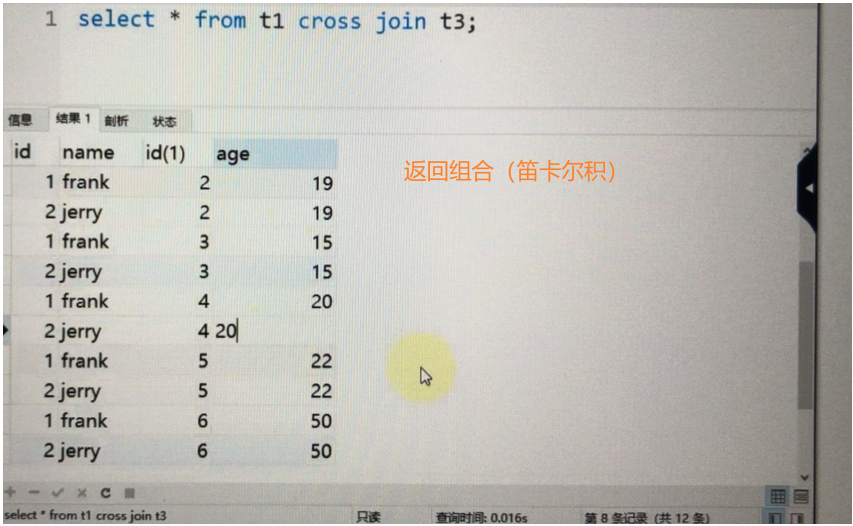 1 select * from t1 cross join t3;
信息 结果 1 剖析 状态
id name id(1) age
返回组合（笛卡尔积）
1 frank 2 19
2 jerry 2 19
1 frank 3 15
2 jerry 3 15
1 frank 4 20
2 jerry 4 20
1 frank 5 22
2 jerry 5 22
1 frank 6 50
2 jerry 6 50
select * from t1 cross join t3 只读 查询时间: 0.016s 第 8 条记录 (共 12 条)